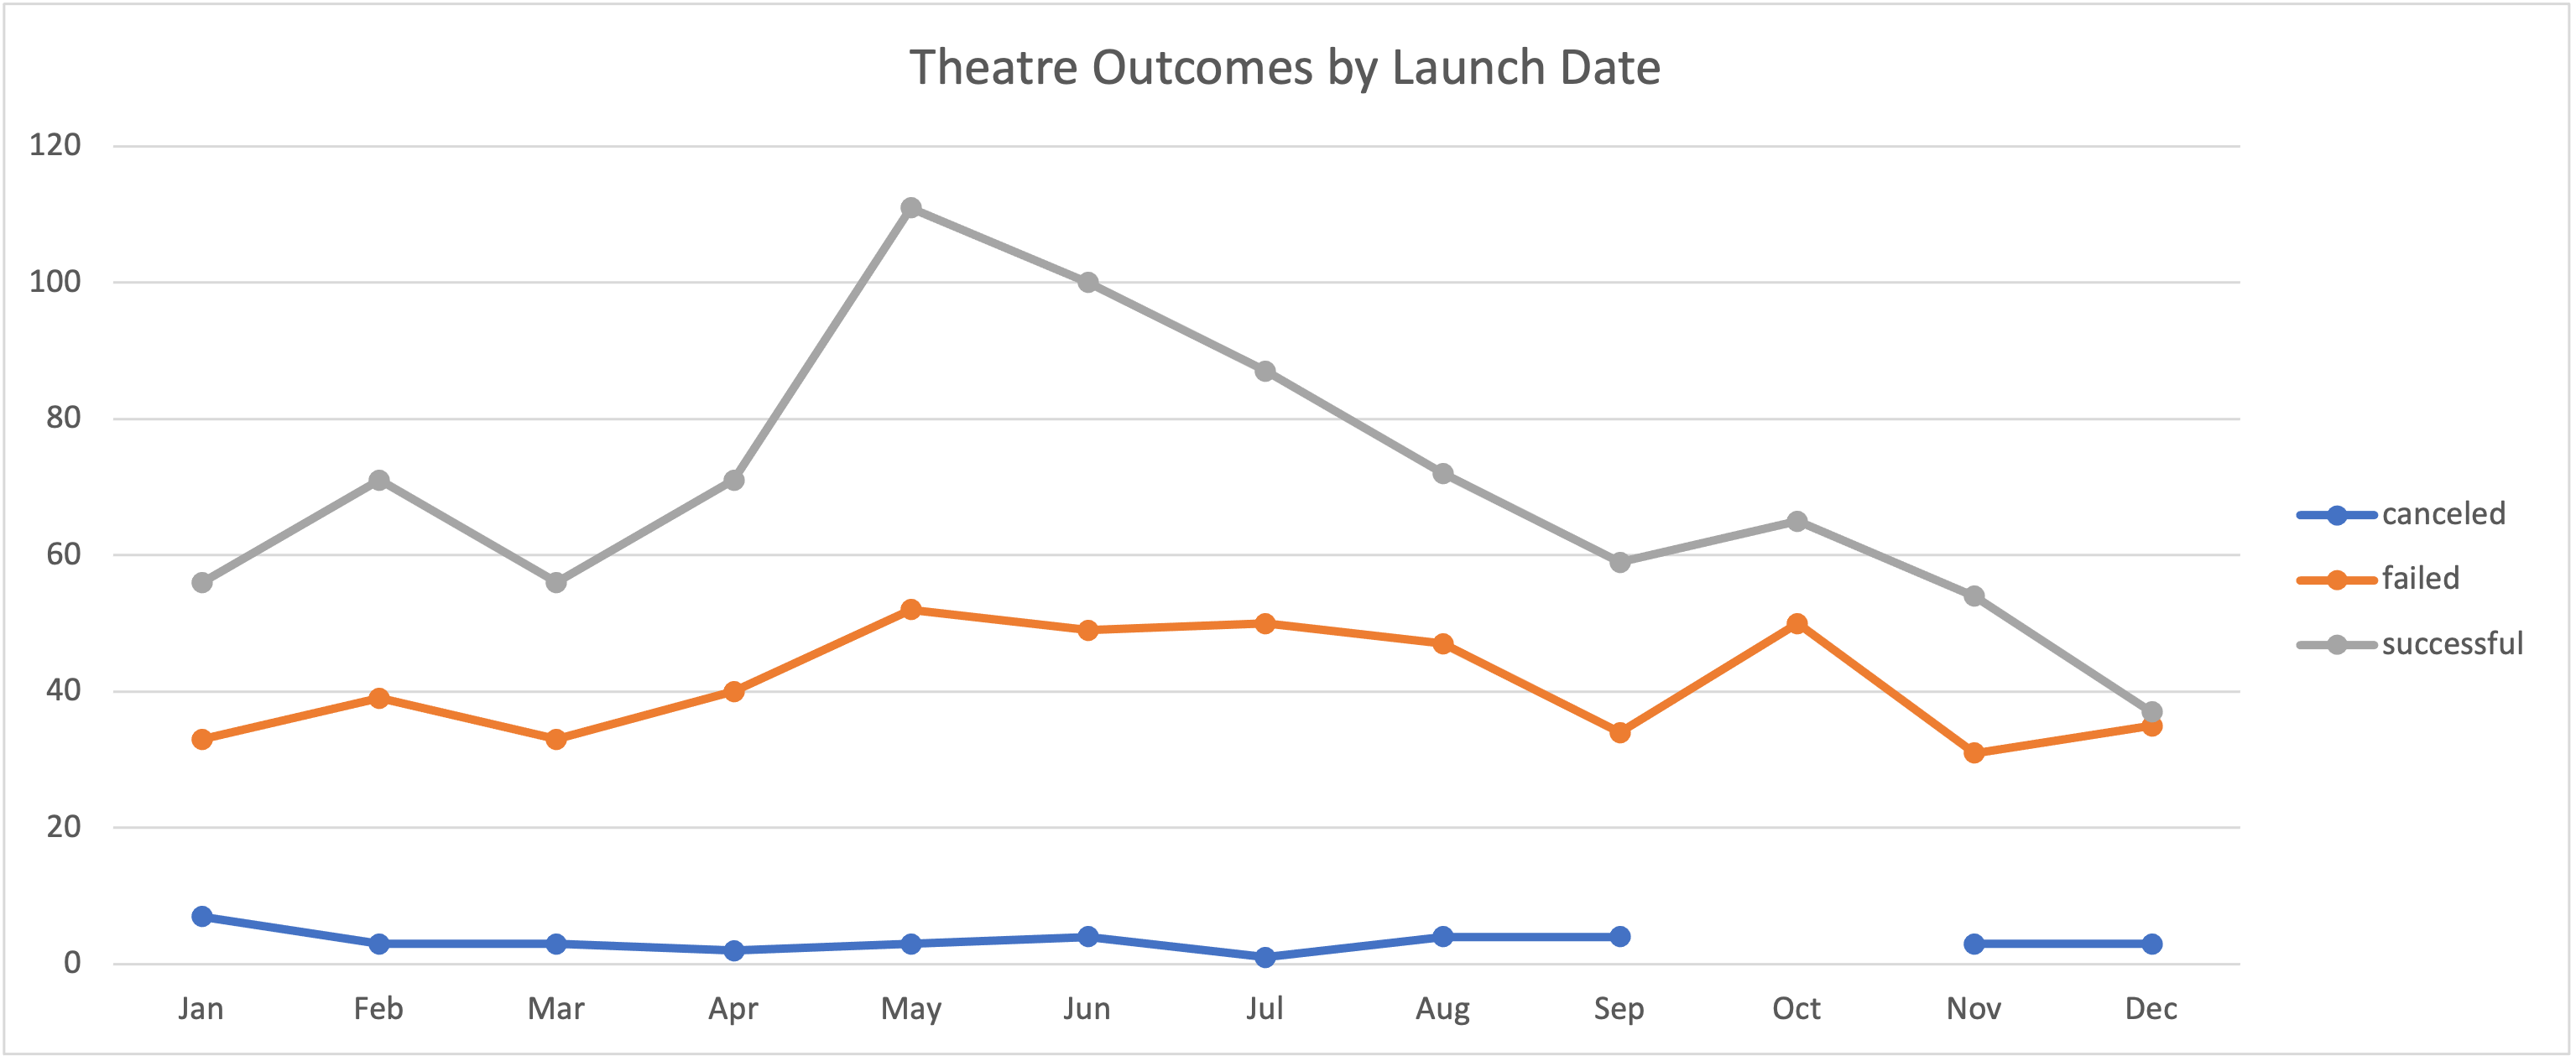 Theatre Outcomes by Launch Date
120
100
80
60
40
20
0
Jan Feb Mar Apr May Jun Jul Aug Sep Oct Nov Dec
canceled
failed
successful